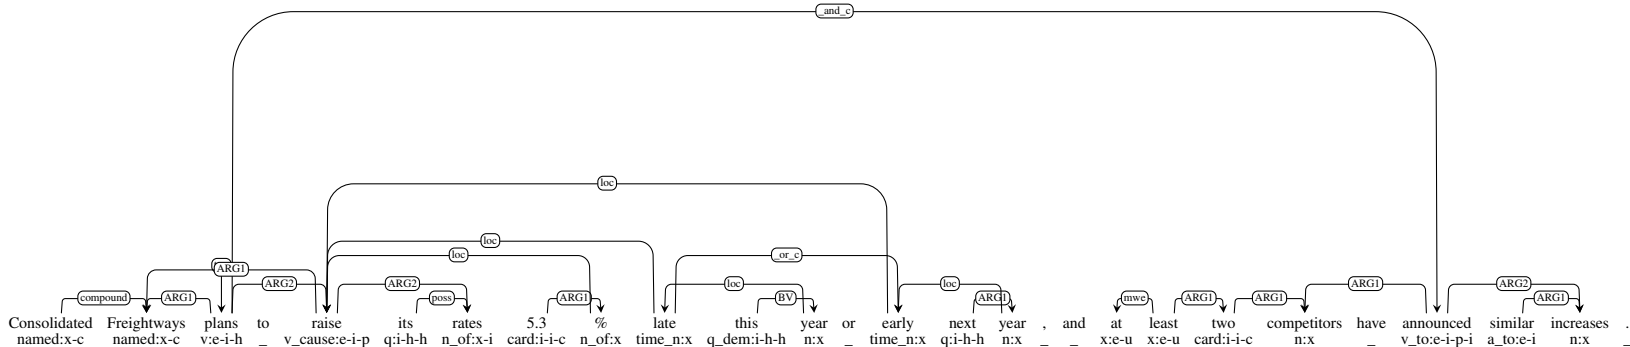 _and_c
loc
loc
loc _or_c
ARG1
ARG2 ARG2 loc loc ARG1 ARG2
compound ARG1 poss ARG1 BV ARG1 mwe ARG1 ARG1 ARG1
Consolidated Freightways plans to raise its rates 5.3 % late this year or early next year , and at least two competitors have announced similar increases .
named:x-c named:x-c v:e-i-h _ v_cause:e-i-p q:i-h-h n_of:x-i card:i-i-c n_of:x time_n:x q_dem:i-h-h n:x _ time_n:x q:i-h-h n:x _ _ x:e-u x:e-u card:i-i-c n:x _ v_to:e-i-p-i a_to:e-i n:x _